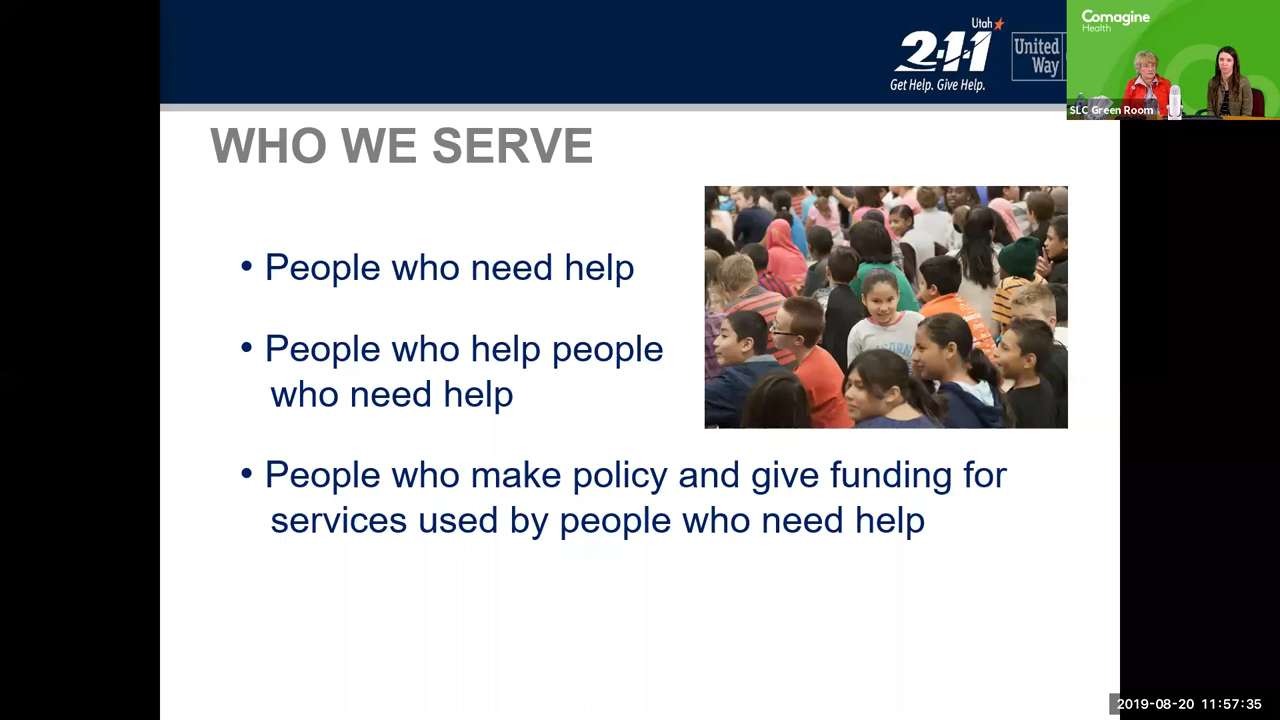 Utah
2-1-1
Get Help. Give Help.
United
Way
Comagine
Health
SLC Green Room
WHO WE SERVE
• People who need help
• People who help people
who need help
• People who make policy and give funding for
services used by people who need help
2019-08-20 11:57:35